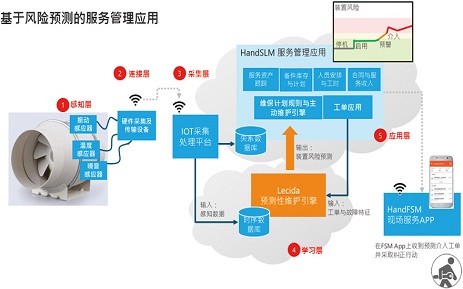 基于风险预测的服务管理应用
装置风险
停机
启用
预警
介入
HandSLM 服务管理应用
服务资产
跟踪
备件库存
与计划
人员安排
与工时
合同与服
务收入
维保计划规则与主
动维护引擎
工单应用
1 感知层
2 连接层
3 采集层
振动
感应器
温度
感应器
噪音
感应器
硬件采集及
传输设备
IOT采集
处理平台
关系数
据库
输出：
装置风险预测
5 应用层
输入：
感知数据
Lecida
预测性维护引擎
输入：
工单与故障特征
时序数
据库
4 学习层
HandFSM
现场服务APP
在FSM App上收到预测介入工单
并采取纠正行动